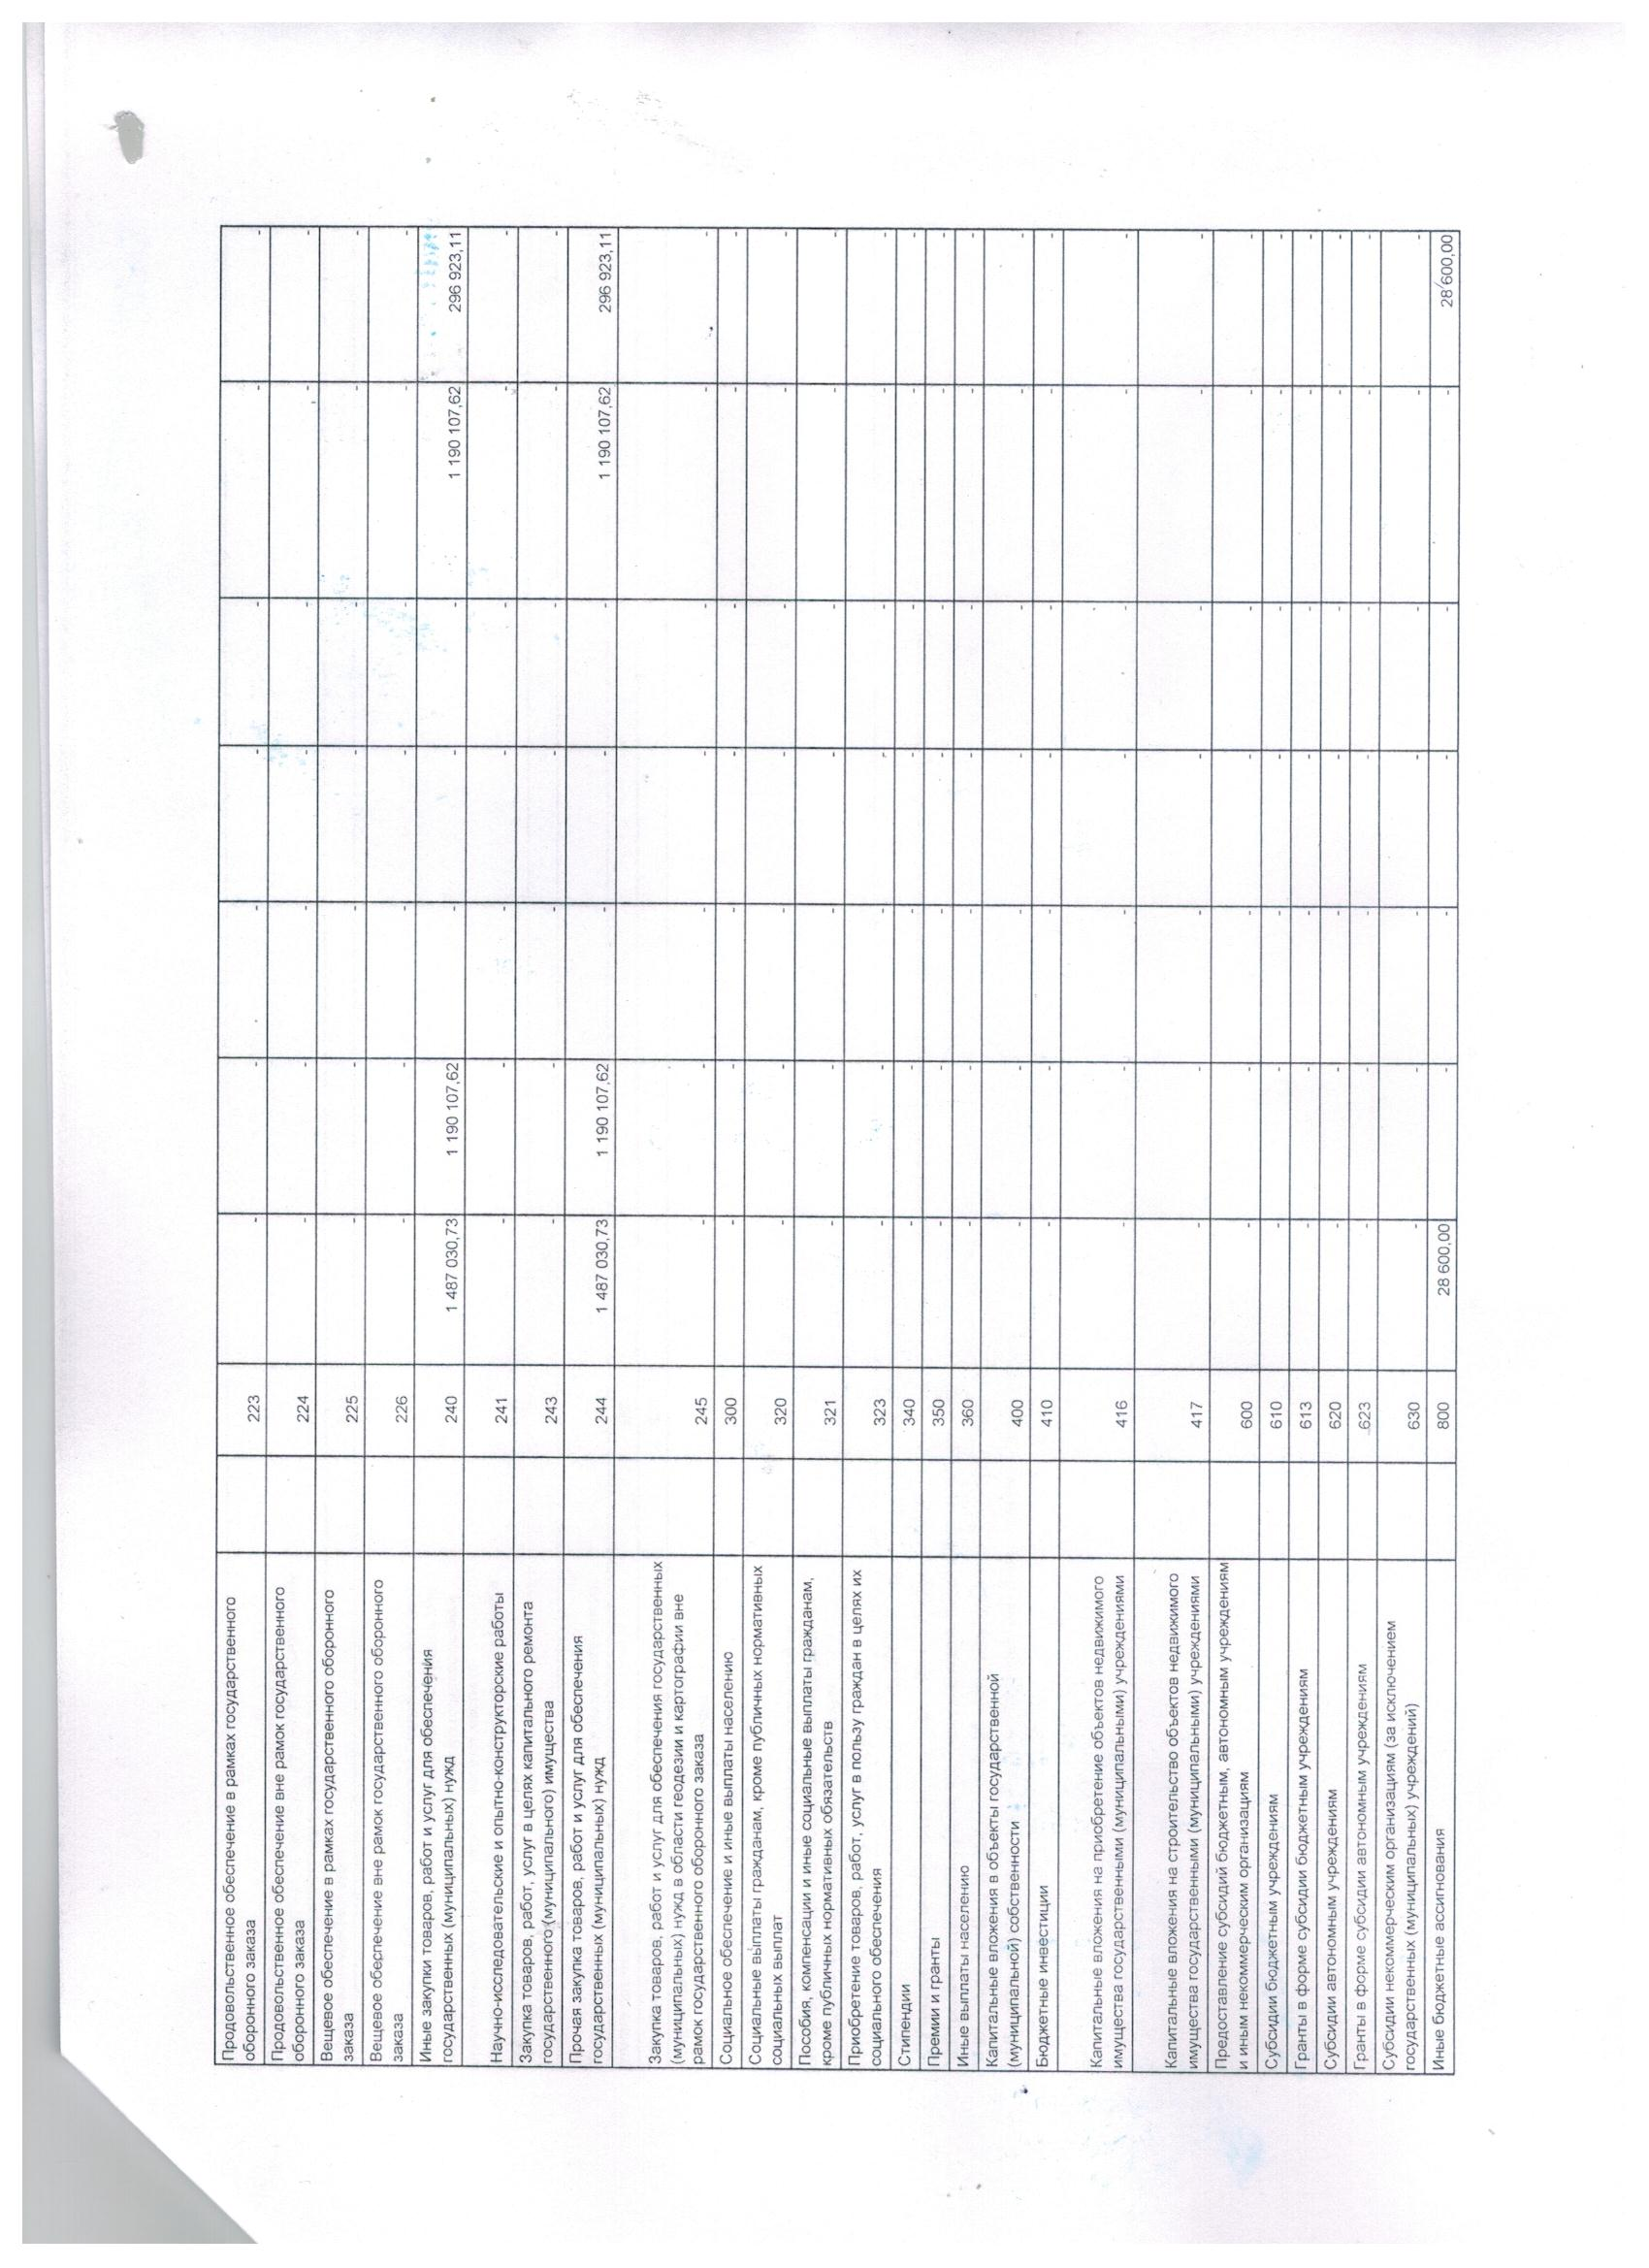 Продовольственное обеспечение в рамках государственного
оборонного заказа 223 - - - - - - -
Продовольственное обеспечение вне рамок государственного
оборонного заказа 224 - - - - - - -
Вещевое обеспечение в рамках государственного оборонного
заказа 225 - - - - - - -
Вещевое обеспечение вне рамок государственного оборонного
заказа 226 - - - - - - -
Иные закупки товаров, работ и услуг для обеспечения
государственных (муниципальных) нужд 240 1 487 030,73 1 190 107,62 - - - 1 190 107,62 296 923,11
Научно-исследовательские и опытно-конструкторские работы 241 - - - - - - -
Закупка товаров, работ, услуг в целях капитального ремонта
государственного (муниципального) имущества 243 - - - - - - -
Прочая закупка товаров, работ и услуг для обеспечения
государственных (муниципальных) нужд 244 1 487 030,73 1 190 107,62 - - - 1 190 107,62 296 923,11
Закупка товаров, работ и услуг для обеспечения государственных
(муниципальных) нужд в области геодезии и картографии вне
рамок государственного оборонного заказа 245 - - - - - - -
Социальное обеспечение и иные выплаты населению 300 - - - - - - -
Социальные выплаты гражданам, кроме публичных нормативных
социальных выплат 320 - - - - - - -
Пособия, компенсации и иные социальные выплаты гражданам,
кроме публичных нормативных обязательств 321 - - - - - - -
Приобретение товаров, работ, услуг в пользу граждан в целях их
социального обеспечения 323 - - - - - - -
Стипендии 340 - - - - - - -
Премии и гранты 350 - - - - - - -
Иные выплаты населению 360 - - - - - - -
Капитальные вложения в объекты государственной
(муниципальной) собственности 400 - - - - - - -
Бюджетные инвестиции 410 - - - - - - -
Капитальные вложения на приобретение объектов недвижимого
имущества государственными (муниципальными) учреждениями 416 - - - - - - -
Капитальные вложения на строительство объектов недвижимого
имущества государственными (муниципальными) учреждениями 417 - - - - - - -
Предоставление субсидий бюджетным, автономным учреждениям
и иным некоммерческим организациям 600 - - - - - - -
Субсидии бюджетным учреждениям 610 - - - - - - -
Гранты в форме субсидии бюджетным учреждениям 613 - - - - - - -
Субсидии автономным учреждениям 620 - - - - - - -
Гранты в форме субсидии автономным учреждениям 623 - - - - - - -
Субсидии некоммерческим организациям (за исключением
государственных (муниципальных) учреждений) 630 - - - - - - -
Иные бюджетные ассигнования 800 28 600,00 - - - - - 28 600,00